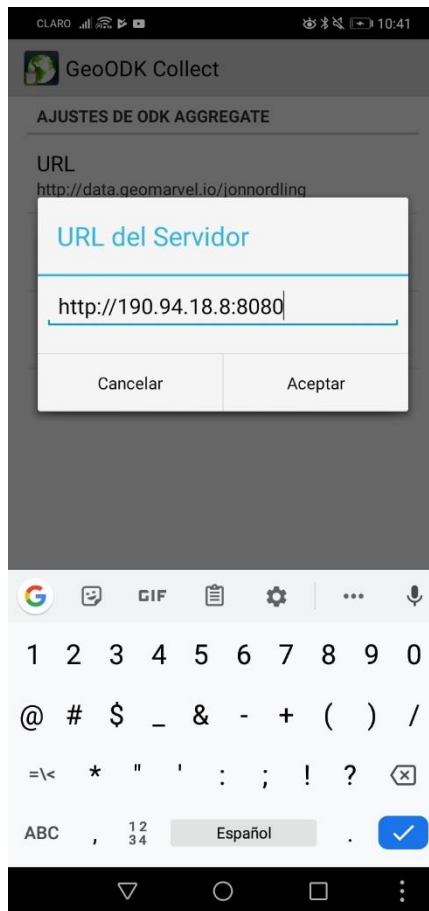 CLARO 10:41
GeoODK Collect
AJUSTES DE ODK AGGREGATE
URL
http://data.geomarvel.io/jonnordling
URL del Servidor
http://190.94.18.8:8080
Cancelar Aceptar
G GIF ...
1 2 3 4 5 6 7 8 9 0
@ # $ _ & - + ( ) /
=\< * " ' : ; ! ?
ABC , 12 34 Español .